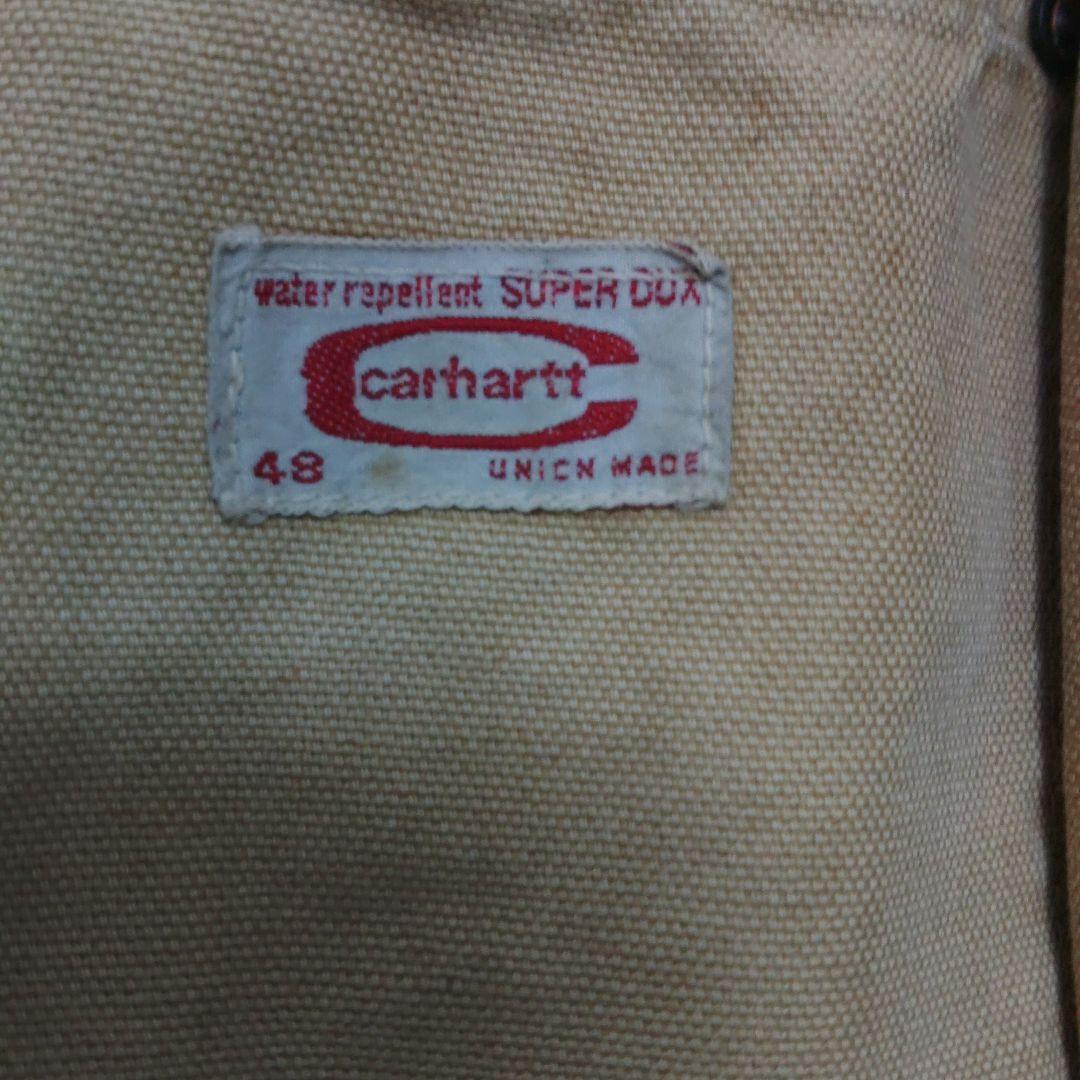 water repellent SUPER DUX
carhartt
48 UNION MADE